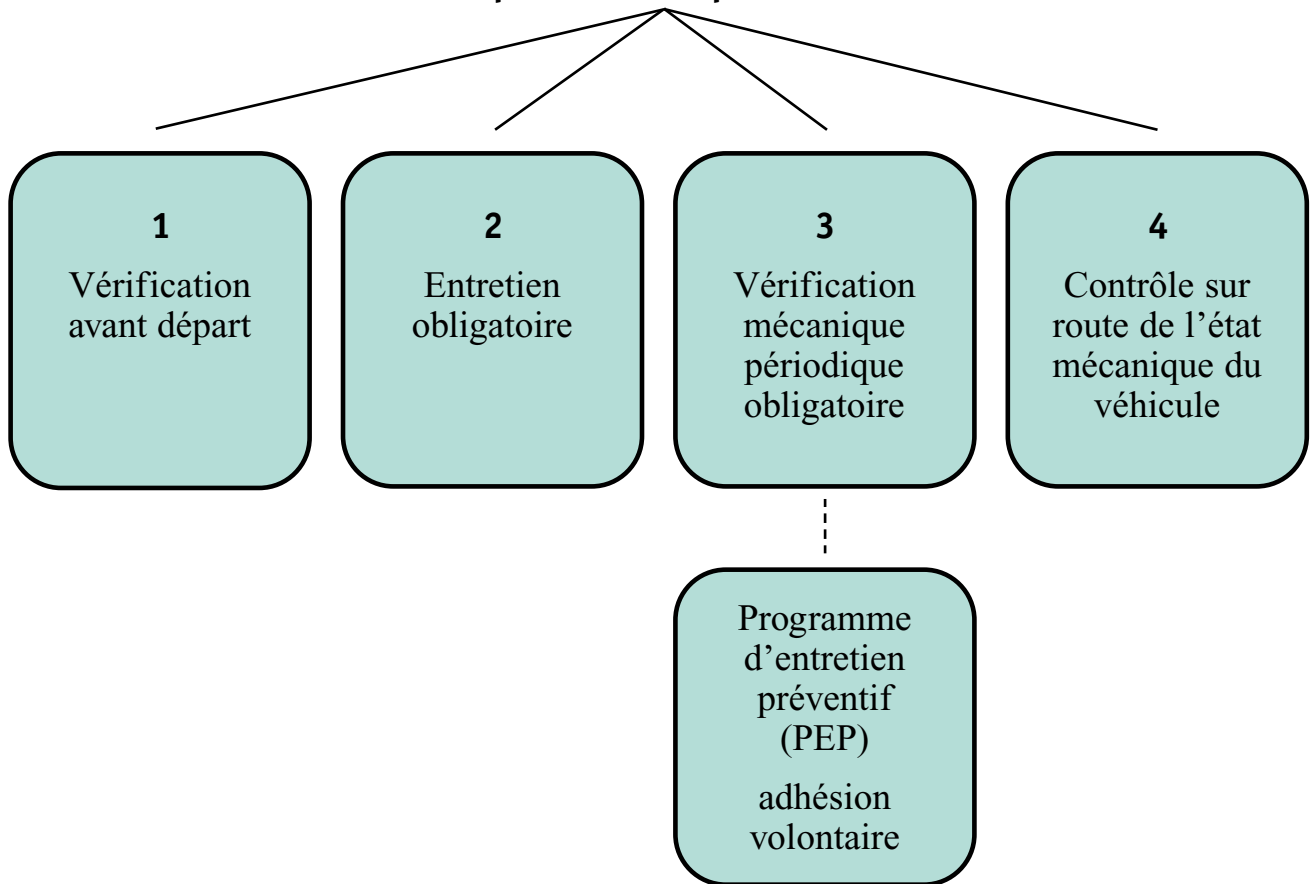 1
Vérification
avant départ
2
Entretien
obligatoire
3
Vérification
mécanique
périodique
obligatoire
4
Contrôle sur
route de l’état
mécanique du
véhicule
Programme
d’entretien
préventif
(PEP)
adhésion
volontaire